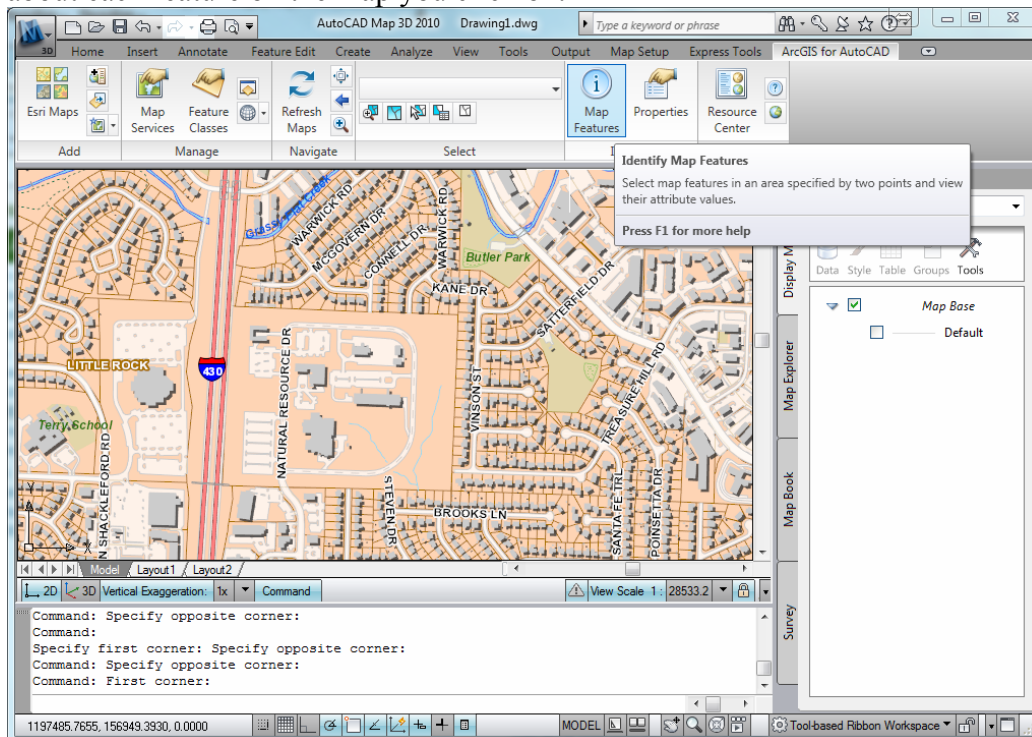 AutoCAD Map 3D 2010 Drawing1.dwg
Type a keyword or phrase
3D
Home Insert Annotate Feature Edit Create Analyze View Tools Output Map Setup Express Tools ArcGIS for AutoCAD
Esri Maps
Map Services
Feature Classes
Refresh Maps
Map Features
Properties
Resource Center
Add Manage Navigate Select
Identify Map Features
Select map features in an area specified by two points and view
their attribute values.
Press F1 for more help
Data Style Table Groups Tools
Map Base
Default
Display M
Map Explorer
Map Book
Survey
Grassy Flat Creek
WARWICK RD
MCGOVERN DR
CONNELL DR
WARWICK RD
Butler Park
KANE DR
SATTERFIELD DR
LITTLE ROCK
430
NATURAL RESOURCE DR
VINSON ST
TREASURE HILL RD
Terry School
N SHACKLEFORD RD
STEVEN DR
BROOKS LN
SANTA FE TRL
POINSETTIA DR
Y
X
Model Layout1 Layout2
2D 3D Vertical Exaggeration: 1x Command
View Scale 1 : 28533.2
Command: Specify opposite corner:
Command:
Specify first corner: Specify opposite corner:
Command: Specify opposite corner:
Command: First corner:
1197485.7655, 156949.3930, 0.0000
MODEL
Tool-based Ribbon Workspace